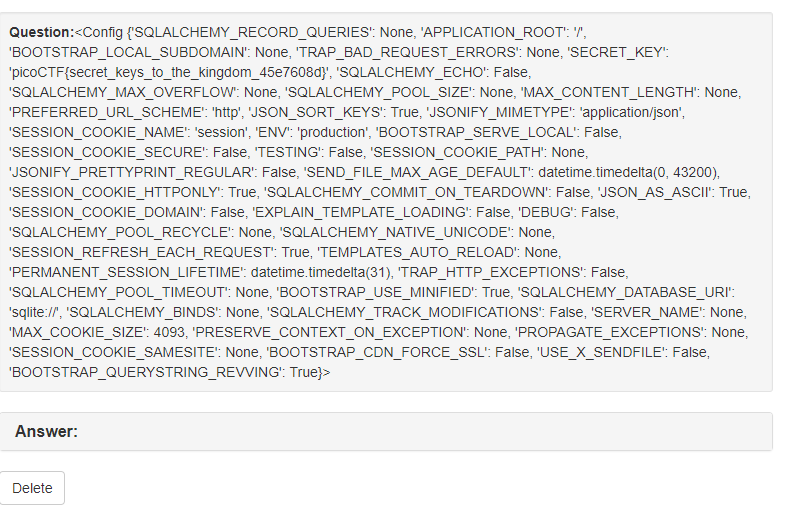 Question:<Config {'SQLALCHEMY_RECORD_QUERIES': None, 'APPLICATION_ROOT': '/',
'BOOTSTRAP_LOCAL_SUBDOMAIN': None, 'TRAP_BAD_REQUEST_ERRORS': None, 'SECRET_KEY':
'picoCTF{secret_keys_to_the_kingdom_45e7608d}', 'SQLALCHEMY_ECHO': False,
'SQLALCHEMY_MAX_OVERFLOW': None, 'SQLALCHEMY_POOL_SIZE': None, 'MAX_CONTENT_LENGTH': None,
'PREFERRED_URL_SCHEME': 'http', 'JSON_SORT_KEYS': True, 'JSONIFY_MIMETYPE': 'application/json',
'SESSION_COOKIE_NAME': 'session', 'ENV': 'production', 'BOOTSTRAP_SERVE_LOCAL': False,
'SESSION_COOKIE_SECURE': False, 'TESTING': False, 'SESSION_COOKIE_PATH': None,
'JSONIFY_PRETTYPRINT_REGULAR': False, 'SEND_FILE_MAX_AGE_DEFAULT': datetime.timedelta(0, 43200),
'SESSION_COOKIE_HTTPONLY': True, 'SQLALCHEMY_COMMIT_ON_TEARDOWN': False, 'JSON_AS_ASCII': True,
'SESSION_COOKIE_DOMAIN': False, 'EXPLAIN_TEMPLATE_LOADING': False, 'DEBUG': False,
'SQLALCHEMY_POOL_RECYCLE': None, 'SQLALCHEMY_NATIVE_UNICODE': None,
'SESSION_REFRESH_EACH_REQUEST': True, 'TEMPLATES_AUTO_RELOAD': None,
'PERMANENT_SESSION_LIFETIME': datetime.timedelta(31), 'TRAP_HTTP_EXCEPTIONS': False,
'SQLALCHEMY_POOL_TIMEOUT': None, 'BOOTSTRAP_USE_MINIFIED': True, 'SQLALCHEMY_DATABASE_URI':
'sqlite://', 'SQLALCHEMY_BINDS': None, 'SQLALCHEMY_TRACK_MODIFICATIONS': False, 'SERVER_NAME': None,
'MAX_COOKIE_SIZE': 4093, 'PRESERVE_CONTEXT_ON_EXCEPTION': None, 'PROPAGATE_EXCEPTIONS': None,
'SESSION_COOKIE_SAMESITE': None, 'BOOTSTRAP_CDN_FORCE_SSL': False, 'USE_X_SENDFILE': False,
'BOOTSTRAP_QUERYSTRING_REVVING': True}>
Answer:
Delete